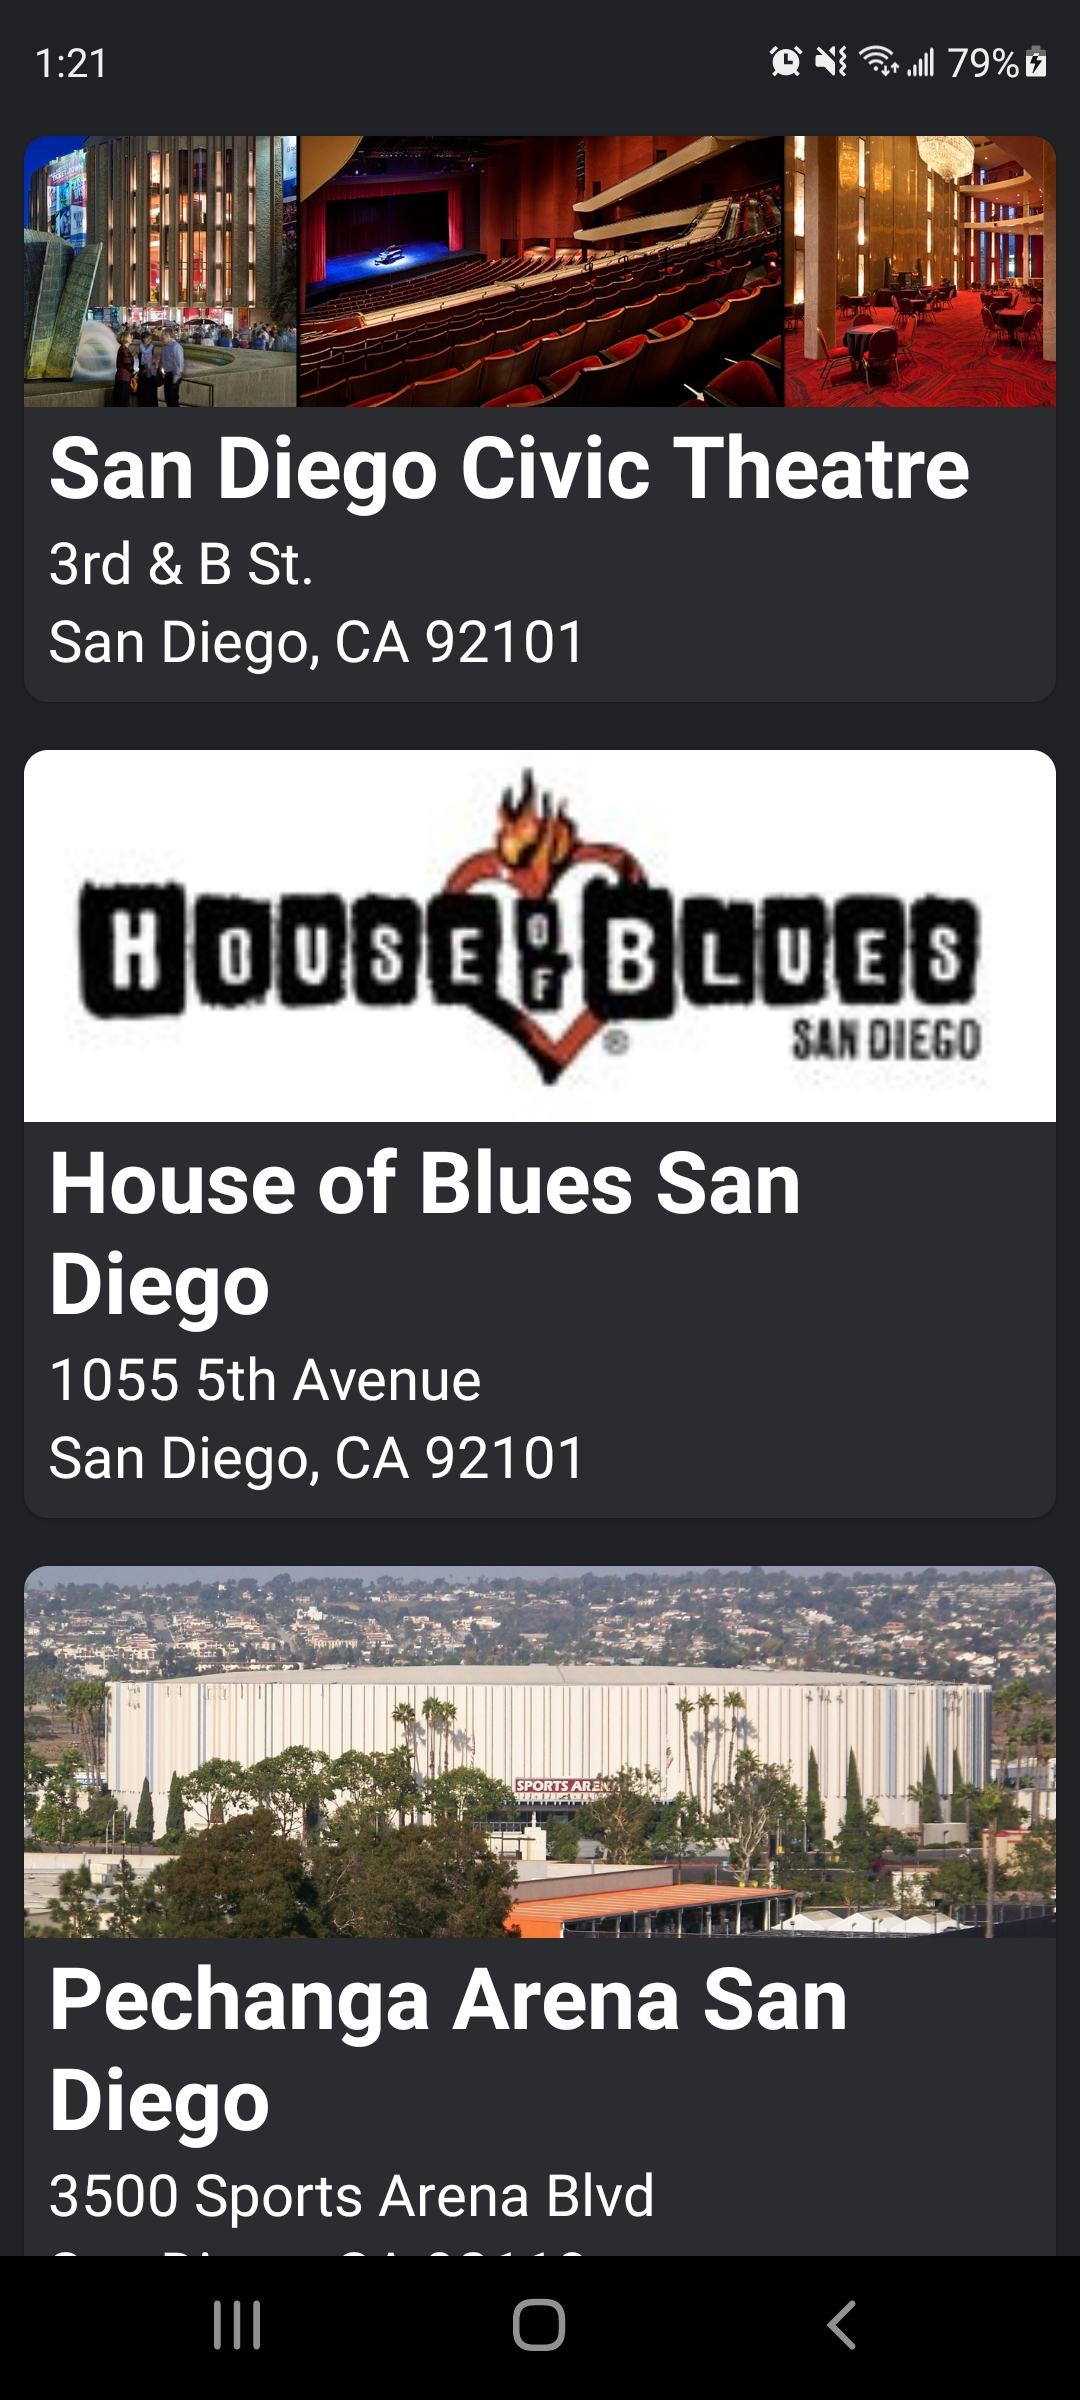 1:21
79%
San Diego Civic Theatre
3rd & B St.
San Diego, CA 92101
HOUSE OF BLUES
®
SAN DIEGO
House of Blues San
Diego
1055 5th Avenue
San Diego, CA 92101
SPORTS ARENA
Pechanga Arena San
Diego
3500 Sports Arena Blvd